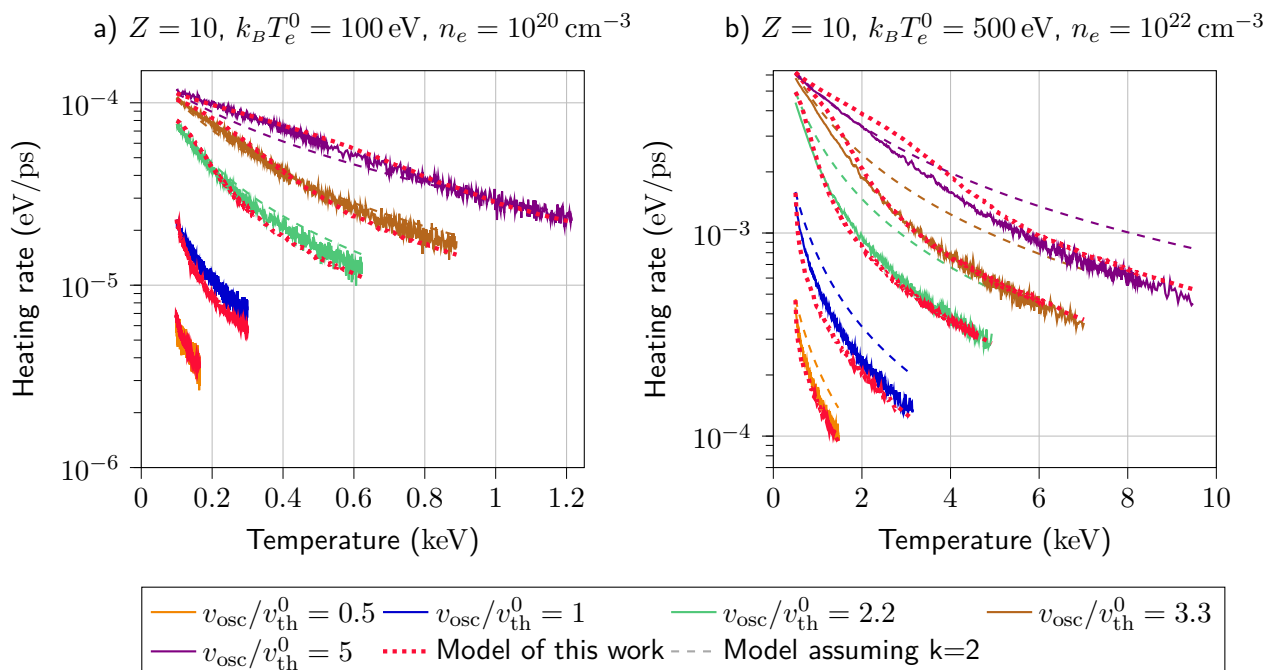 a) Z = 10, k_B T_e^0 = 100 eV, n_e = 10^20 cm^−3
10^−4
10^−5
10^−6
Heating rate (eV/ps)
0 0.2 0.4 0.6 0.8 1 1.2
Temperature (keV)
b) Z = 10, k_B T_e^0 = 500 eV, n_e = 10^22 cm^−3
10^−3
10^−4
Heating rate (eV/ps)
0 2 4 6 8 10
Temperature (keV)
v_osc/v_th^0 = 0.5 v_osc/v_th^0 = 1 v_osc/v_th^0 = 2.2 v_osc/v_th^0 = 3.3
v_osc/v_th^0 = 5 Model of this work Model assuming k=2